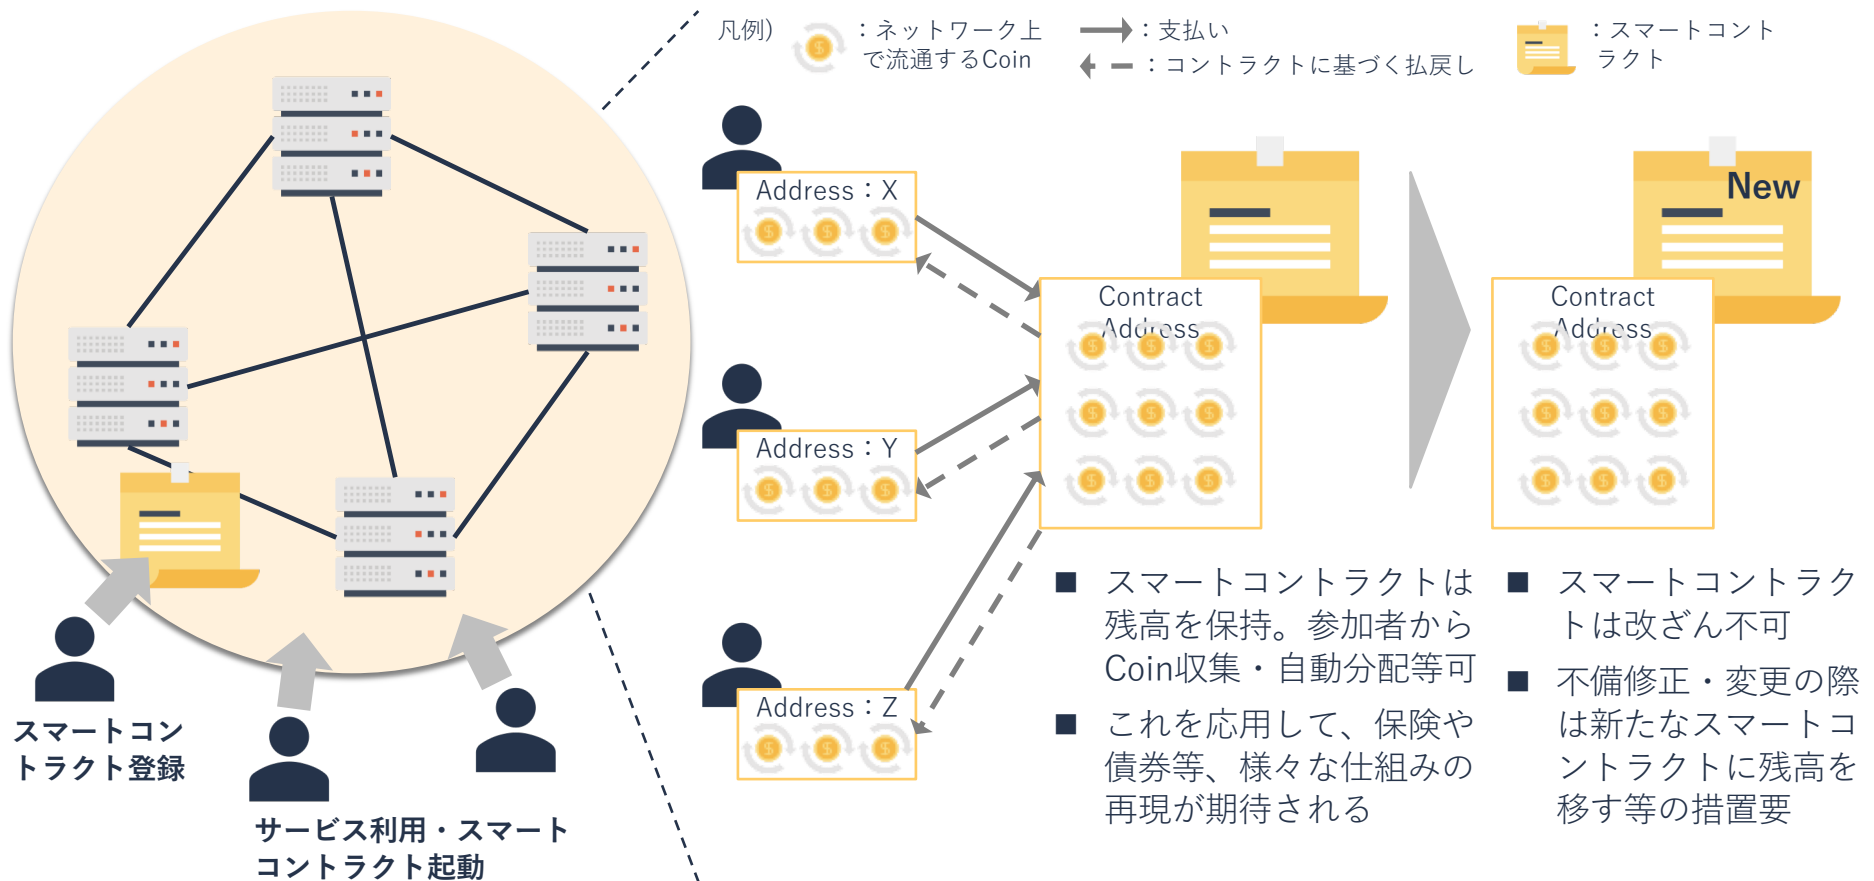 凡例)
：ネットワーク上
で流通するCoin
：支払い
：コントラクトに基づく払戻し
：スマートコント
ラクト
Address：X
Address：Y
Address：Z
Contract
Address
New
Contract
Address
スマートコン
トラクト登録
サービス利用・スマート
コントラクト起動
■ スマートコントラクトは
残高を保持。参加者から
Coin収集・自動分配等可
■ これを応用して、保険や
債券等、様々な仕組みの
再現が期待される
■ スマートコントラク
トは改ざん不可
■ 不備修正・変更の際
は新たなスマートコ
ントラクトに残高を
移す等の措置要